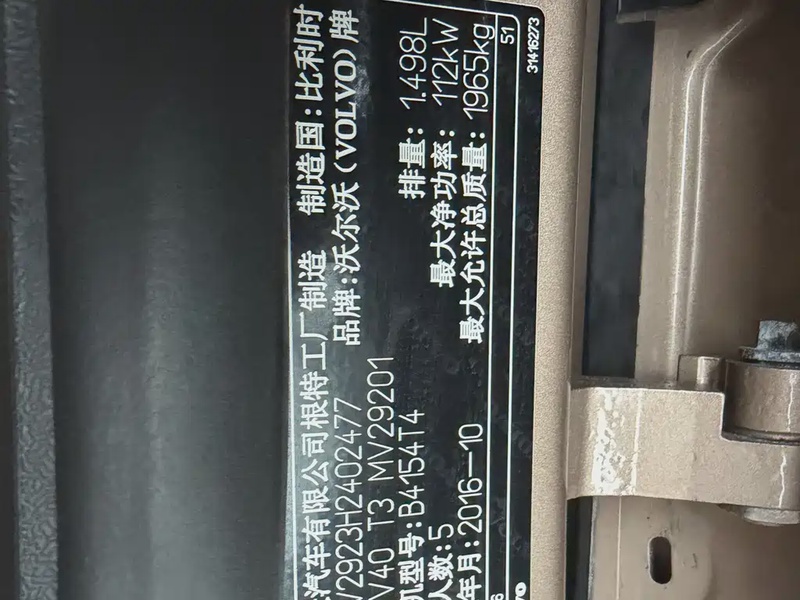 汽车有限公司根特工厂制造 制造国:比利时
V2923H2402477 品牌:沃尔沃(VOLVO)牌
V40 T3 MV29201
机型号:B4154T4 排量: 1.498L
人数:5 最大净功率: 112kW
年月:2016-10 最大允许总质量: 1965kg
6 51
VO 31416273